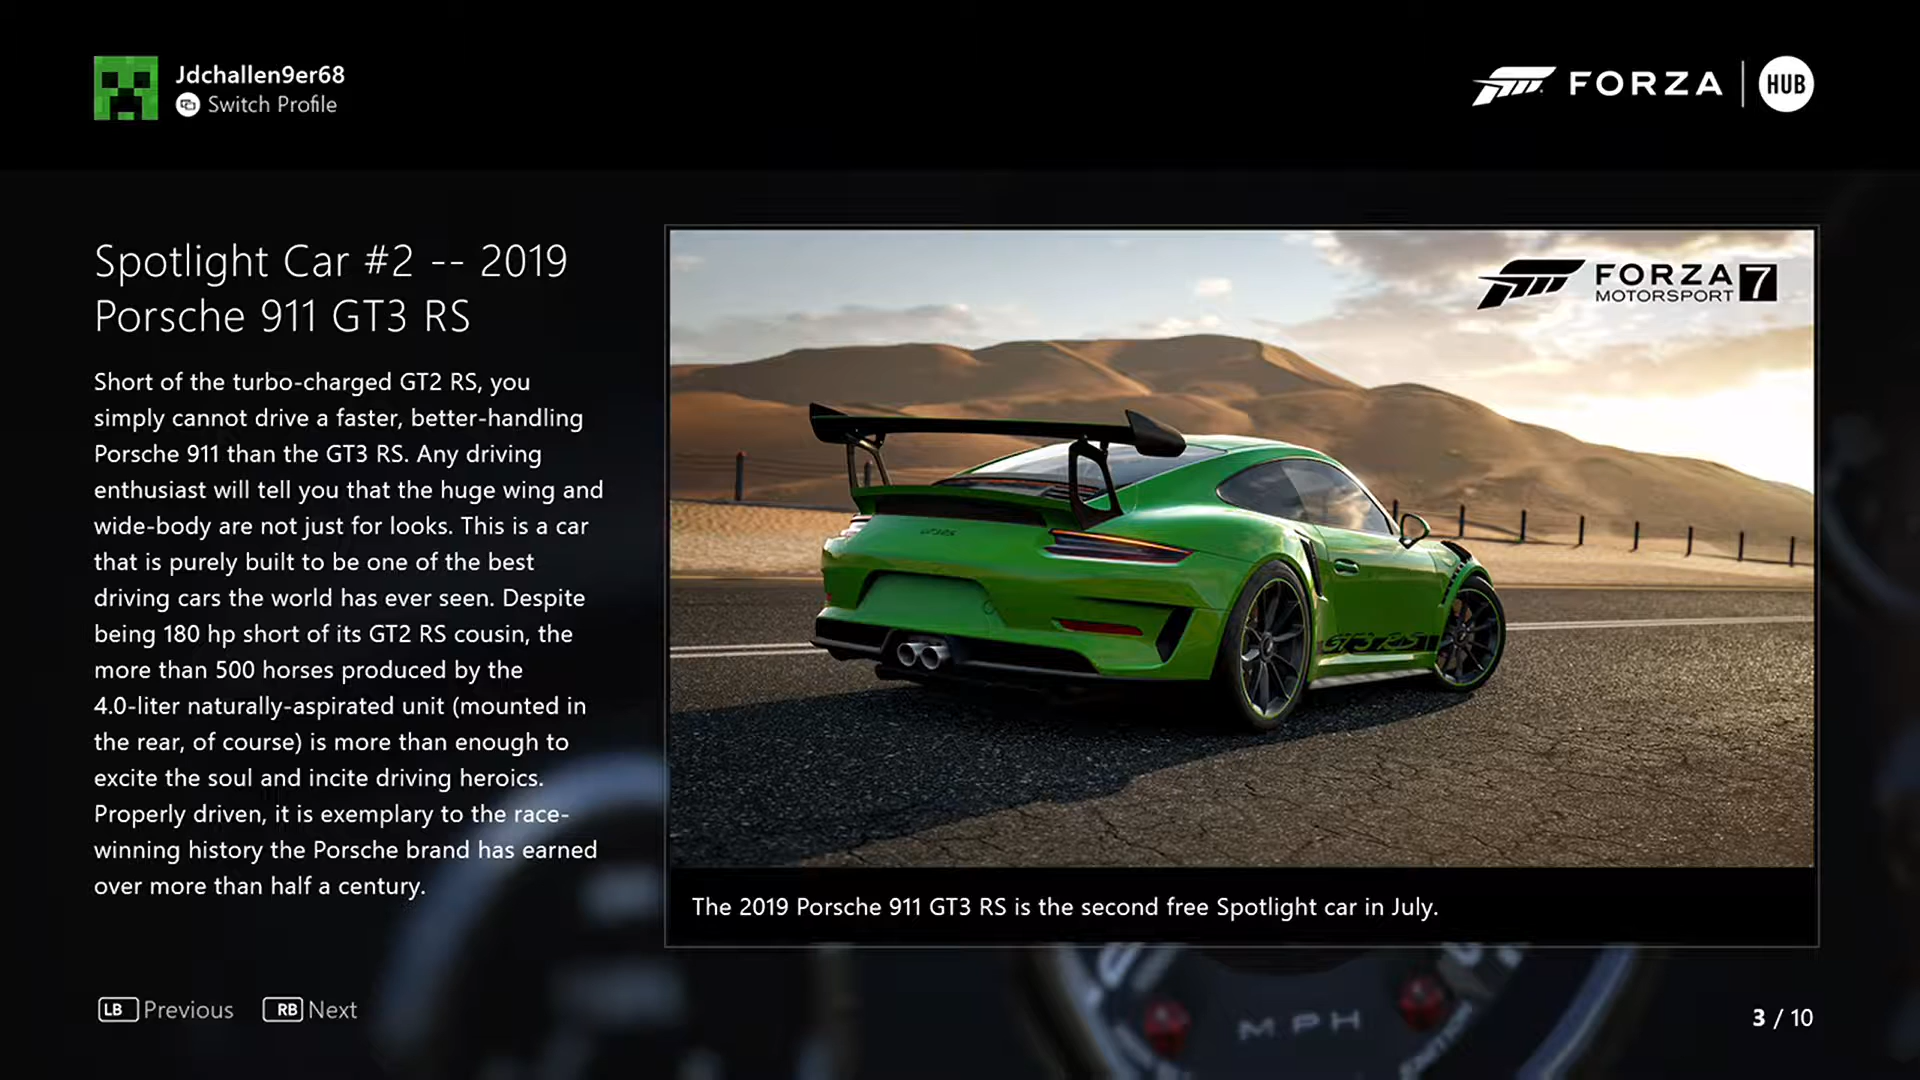 Jdchallen9er68
Switch Profile
FORZA HUB
Spotlight Car #2 -- 2019
Porsche 911 GT3 RS
Short of the turbo-charged GT2 RS, you
simply cannot drive a faster, better-handling
Porsche 911 than the GT3 RS. Any driving
enthusiast will tell you that the huge wing and
wide-body are not just for looks. This is a car
that is purely built to be one of the best
driving cars the world has ever seen. Despite
being 180 hp short of its GT2 RS cousin, the
more than 500 horses produced by the
4.0-liter naturally-aspirated unit (mounted in
the rear, of course) is more than enough to
excite the soul and incite driving heroics.
Properly driven, it is exemplary to the race-
winning history the Porsche brand has earned
over more than half a century.
FORZA
MOTORSPORT 7
GT3 RS
GT3 RS
The 2019 Porsche 911 GT3 RS is the second free Spotlight car in July.
MPH
LB Previous RB Next
3 / 10